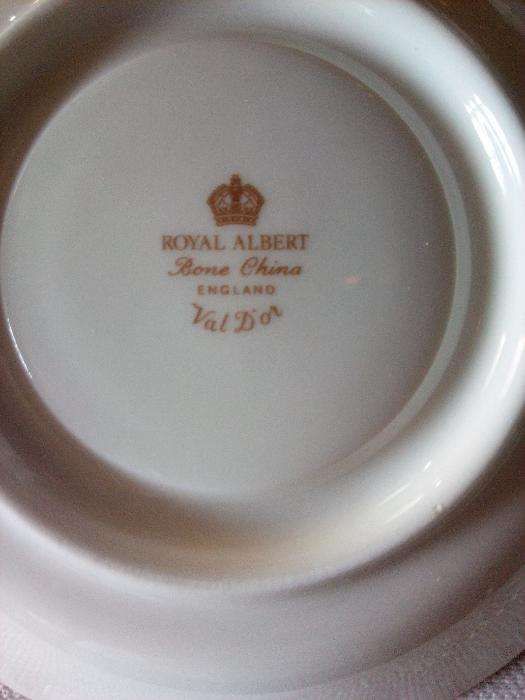 ROYAL ALBERT
Bone China
ENGLAND
Val D'or